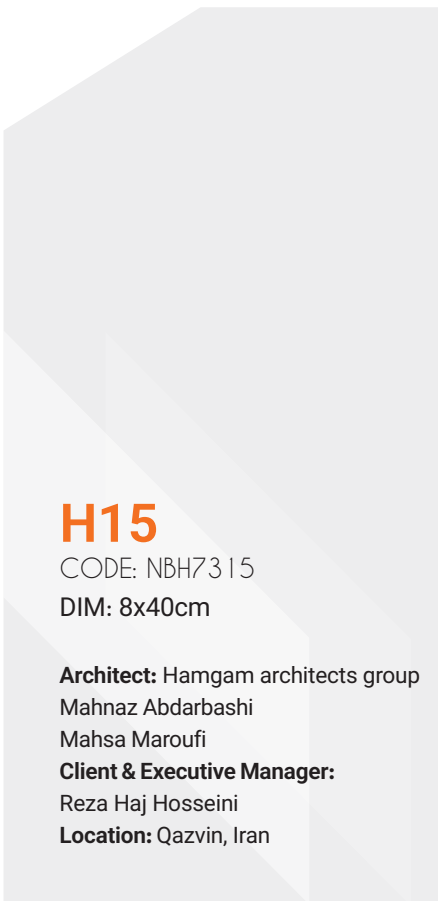 H15
CODE: NBH7315
DIM: 8x40cm
Architect: Hamgam architects group
Mahnaz Abdarbashi
Mahsa Maroufi
Client & Executive Manager:
Reza Haj Hosseini
Location: Qazvin, Iran